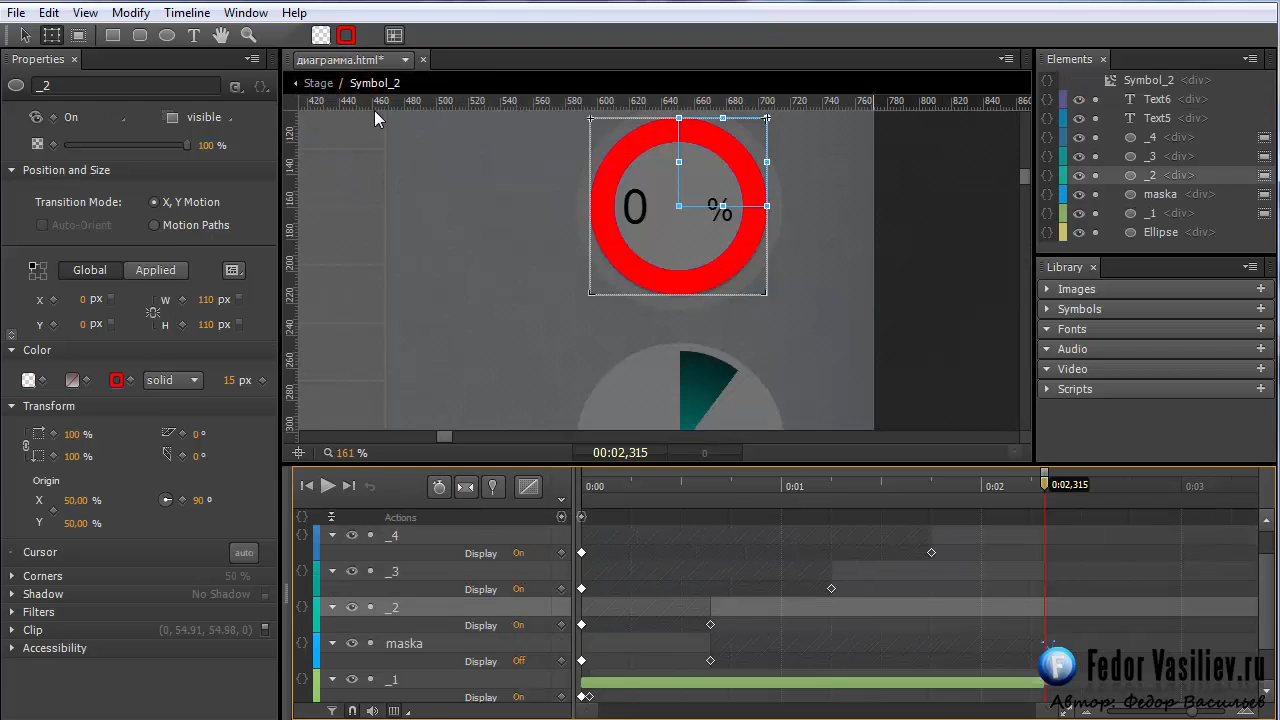 File Edit View Modify Timeline Window Help
Properties
_2
On visible
100 %
Position and Size
Transition Mode: X, Y Motion
Auto-Orient Motion Paths
Global Applied
X 0 px W 110 px
Y 0 px H 110 px
Color
solid 15 px
Transform
100 % 0 º
100 % 0 º
Origin
X 50,00 % 90 º
Y 50,00 %
Cursor auto
Corners 50 %
Shadow No Shadow
Filters
Clip (0, 54.91, 54.98, 0)
Accessibility
диаграмма.html*
Stage / Symbol_2
420 440 460 480 500 520 540 560 580 600 620 640 660 680 700 720 740 760 780 800 820 840 860
120
140
160
180
200
220
240
260
280
300
0 %
161 % 00:02,315 0
0:00 0:01 0:02 0:02,315 0:03
Actions
_4
Display On
_3
Display On
_2
Display On
maska
Display Off
_1
Display On
Elements
Symbol_2 <div>
Text6 <div>
Text5 <div>
_4 <div>
_3 <div>
_2 <div>
maska <div>
_1 <div>
Ellipse <div>
Library
Images
Symbols
Fonts
Audio
Video
Scripts
F Fedor Vasiliev.ru
Автор: Федор Васильев